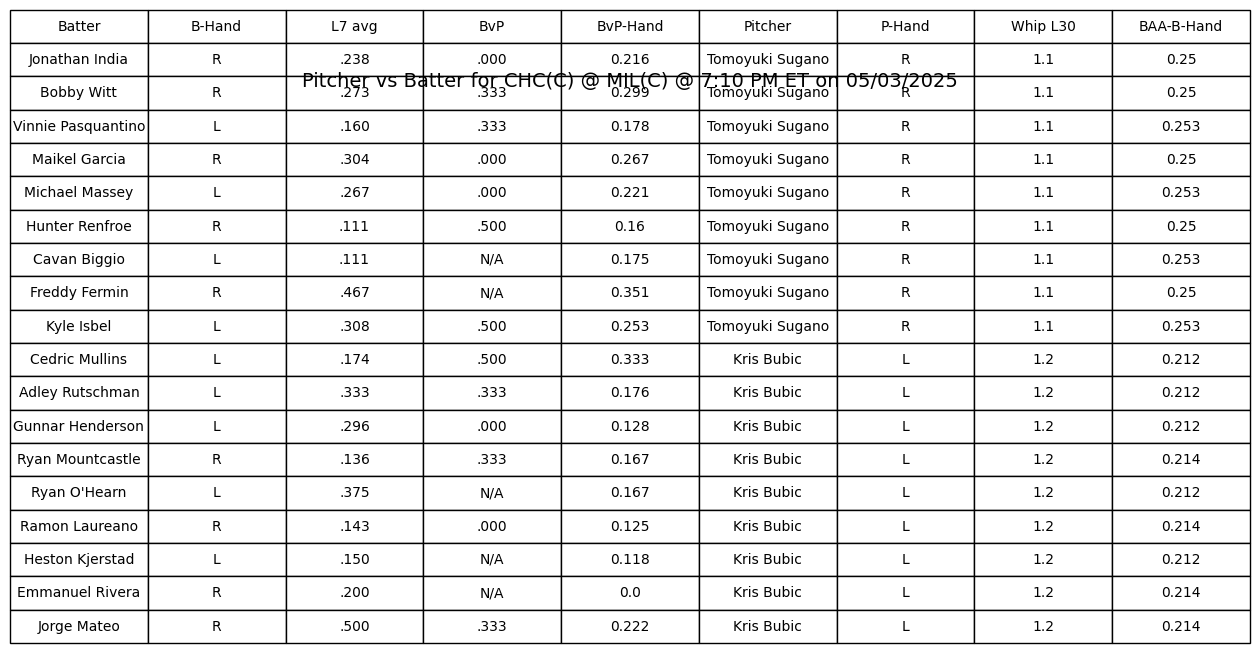 Batter B-Hand L7 avg BvP BvP-Hand Pitcher P-Hand Whip L30 BAA-B-Hand
Jonathan India R .238 .000 0.216 Tomoyuki Sugano R 1.1 0.25
Pitcher vs Batter for CHC(C) @ MIL(C) @ 7:10 PM ET on 05/03/2025
Bobby Witt R .273 .333 0.299 Tomoyuki Sugano R 1.1 0.25
Vinnie Pasquantino L .160 .333 0.178 Tomoyuki Sugano R 1.1 0.253
Maikel Garcia R .304 .000 0.267 Tomoyuki Sugano R 1.1 0.25
Michael Massey L .267 .000 0.221 Tomoyuki Sugano R 1.1 0.253
Hunter Renfroe R .111 .500 0.16 Tomoyuki Sugano R 1.1 0.25
Cavan Biggio L .111 N/A 0.175 Tomoyuki Sugano R 1.1 0.253
Freddy Fermin R .467 N/A 0.351 Tomoyuki Sugano R 1.1 0.25
Kyle Isbel L .308 .500 0.253 Tomoyuki Sugano R 1.1 0.253
Cedric Mullins L .174 .500 0.333 Kris Bubic L 1.2 0.212
Adley Rutschman L .333 .333 0.176 Kris Bubic L 1.2 0.212
Gunnar Henderson L .296 .000 0.128 Kris Bubic L 1.2 0.212
Ryan Mountcastle R .136 .333 0.167 Kris Bubic L 1.2 0.214
Ryan O'Hearn L .375 N/A 0.167 Kris Bubic L 1.2 0.212
Ramon Laureano R .143 .000 0.125 Kris Bubic L 1.2 0.214
Heston Kjerstad L .150 N/A 0.118 Kris Bubic L 1.2 0.212
Emmanuel Rivera R .200 N/A 0.0 Kris Bubic L 1.2 0.214
Jorge Mateo R .500 .333 0.222 Kris Bubic L 1.2 0.214